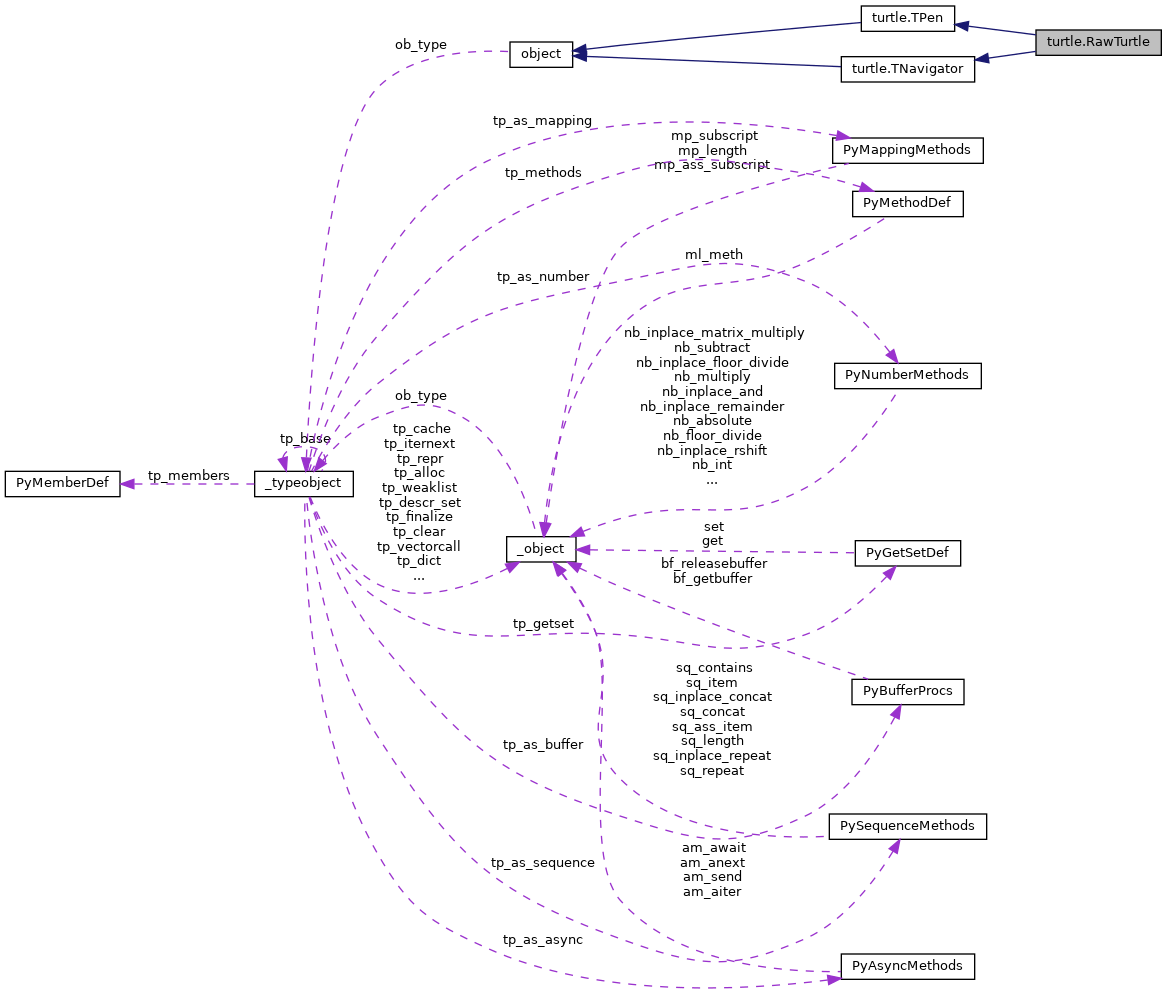 turtle.TPen
turtle.RawTurtle
ob_type
object
turtle.TNavigator
tp_as_mapping
mp_subscript
mp_length
mp_ass_subscript
PyMappingMethods
tp_methods
PyMethodDef
ml_meth
tp_as_number
nb_inplace_matrix_multiply
nb_subtract
nb_inplace_floor_divide
nb_multiply
nb_inplace_and
nb_inplace_remainder
nb_absolute
nb_floor_divide
nb_inplace_rshift
nb_int
...
PyNumberMethods
ob_type
tp_cache
tp_iternext
tp_repr
tp_alloc
tp_weaklist
tp_descr_set
tp_finalize
tp_clear
tp_vectorcall
tp_dict
...
tp_base
PyMemberDef
tp_members
_typeobject
_object
set
get
PyGetSetDef
bf_releasebuffer
bf_getbuffer
tp_getset
PyBufferProcs
sq_contains
sq_item
sq_inplace_concat
sq_concat
sq_ass_item
sq_length
sq_inplace_repeat
sq_repeat
tp_as_buffer
PySequenceMethods
am_await
am_anext
am_send
am_aiter
tp_as_sequence
tp_as_async
PyAsyncMethods